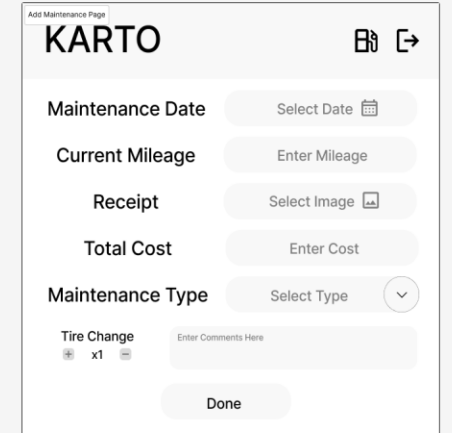 Add Maintenance Page
KARTO
Maintenance Date Select Date
Current Mileage Enter Mileage
Receipt Select Image
Total Cost Enter Cost
Maintenance Type Select Type
Tire Change Enter Comments Here
+ x1 −
Done